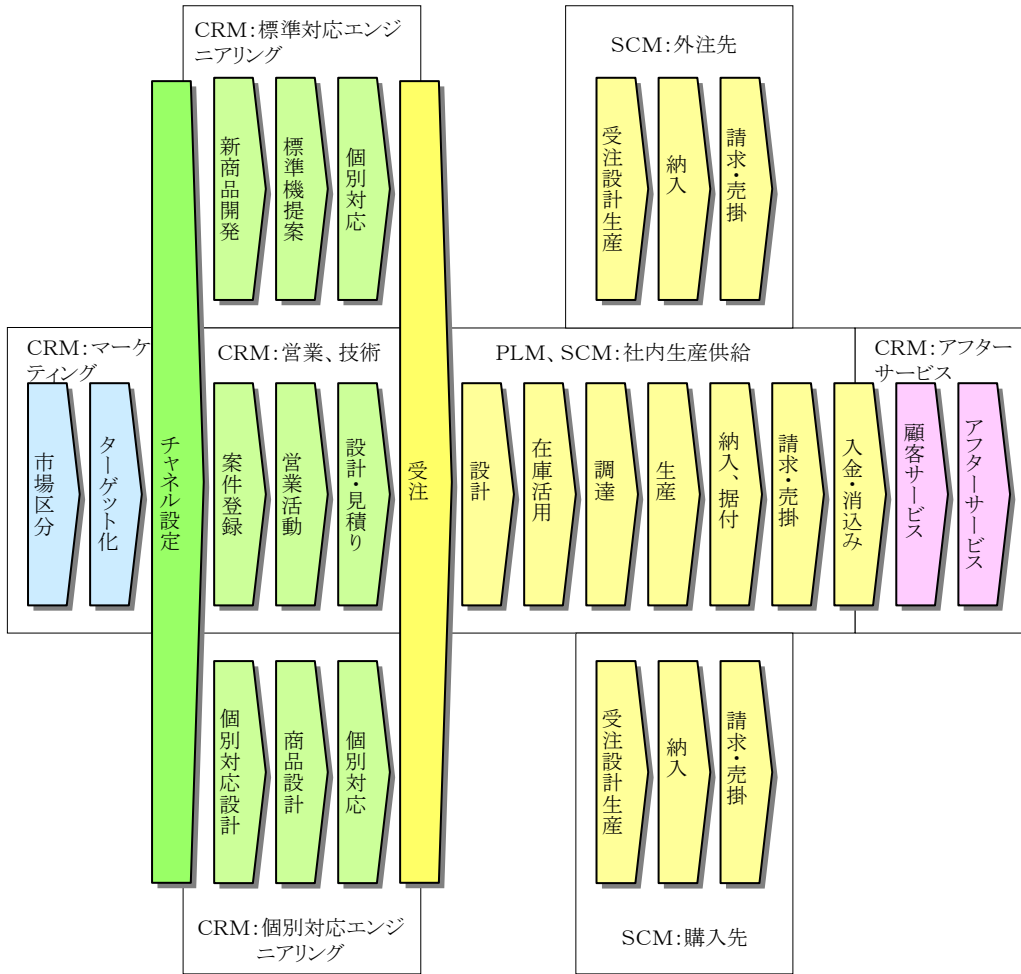 CRM:標準対応エンジ
ニアリング
新商品開発
標準機提案
個別対応
SCM:外注先
受注設計生産
納入
請求・売掛
CRM:マーケ
ティング
市場区分
ターゲット化
チャネル設定
CRM:営業、技術
案件登録
営業活動
設計・見積り
受注
PLM、SCM:社内生産供給
設計
在庫活用
調達
生産
納入、据付
請求・売掛
入金・消込み
CRM:アフター
サービス
顧客サービス
アフターサービス
個別対応設計
商品設計
個別対応
CRM:個別対応エンジ
ニアリング
受注設計生産
納入
請求・売掛
SCM:購入先